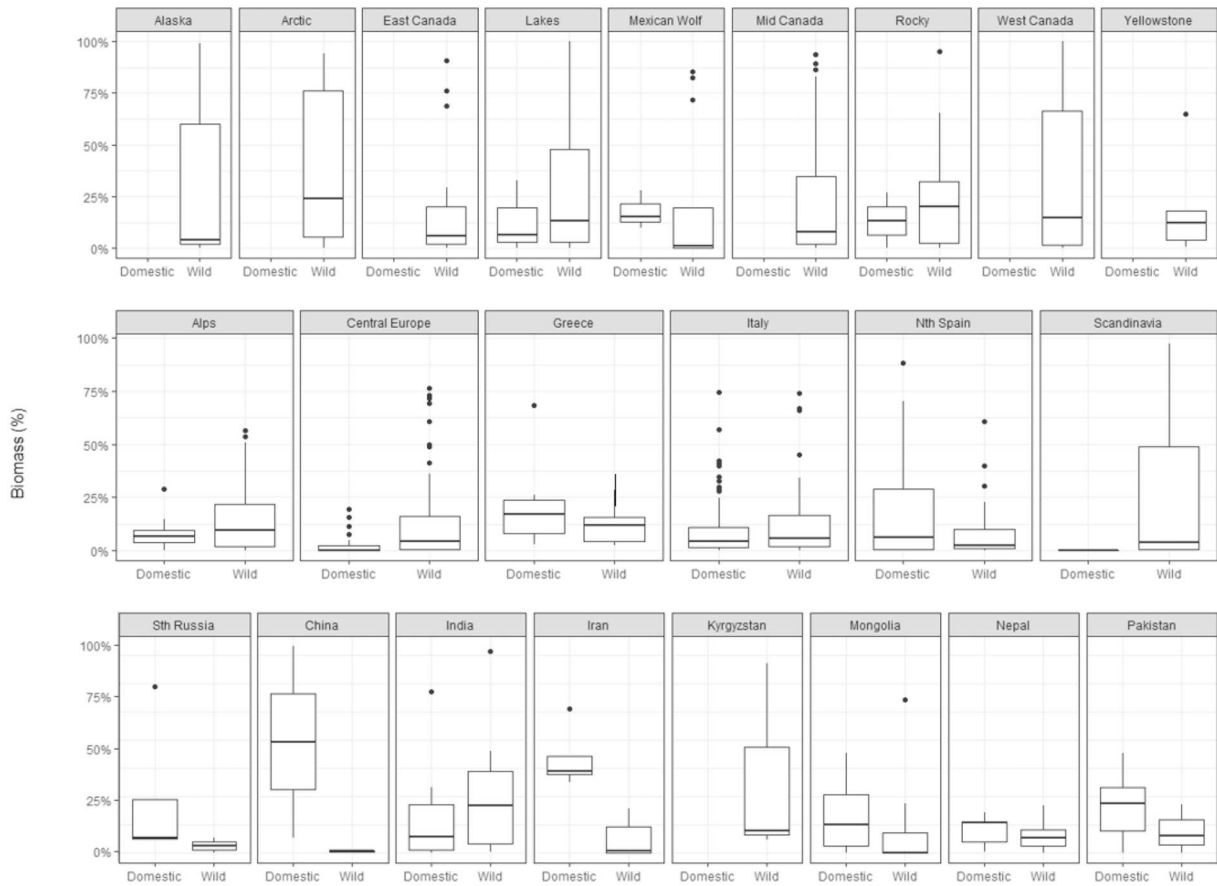 Alaska Arctic East Canada Lakes Mexican Wolf Mid Canada Rocky West Canada Yellowstone
100%
75%
50%
25%
0%
Domestic Wild Domestic Wild Domestic Wild Domestic Wild Domestic Wild Domestic Wild Domestic Wild Domestic Wild Domestic Wild
Biomass (%)
Alps Central Europe Greece Italy Nth Spain Scandinavia
100%
75%
50%
25%
0%
Domestic Wild Domestic Wild Domestic Wild Domestic Wild Domestic Wild Domestic Wild
Sth Russia China India Iran Kyrgyzstan Mongolia Nepal Pakistan
100%
75%
50%
25%
0%
Domestic Wild Domestic Wild Domestic Wild Domestic Wild Domestic Wild Domestic Wild Domestic Wild Domestic Wild